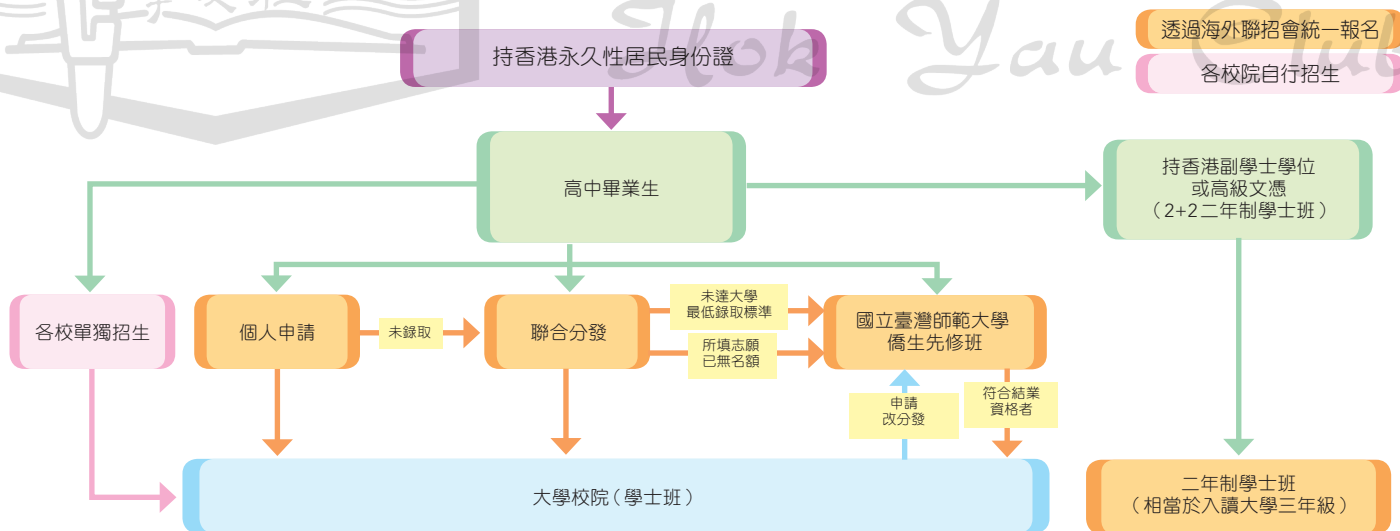 Hok Yau Club
學友社
透過海外聯招會統一報名
各校院自行招生
持香港永久性居民身份證
高中畢業生
持香港副學士學位
或高級文憑
（2+2二年制學士班）
各校單獨招生
個人申請
未錄取
聯合分發
未達大學
最低錄取標準
所填志願
已無名額
國立臺灣師範大學
僑生先修班
申請
改分發
符合結業
資格者
大學校院（學士班）
二年制學士班
（相當於入讀大學三年級）